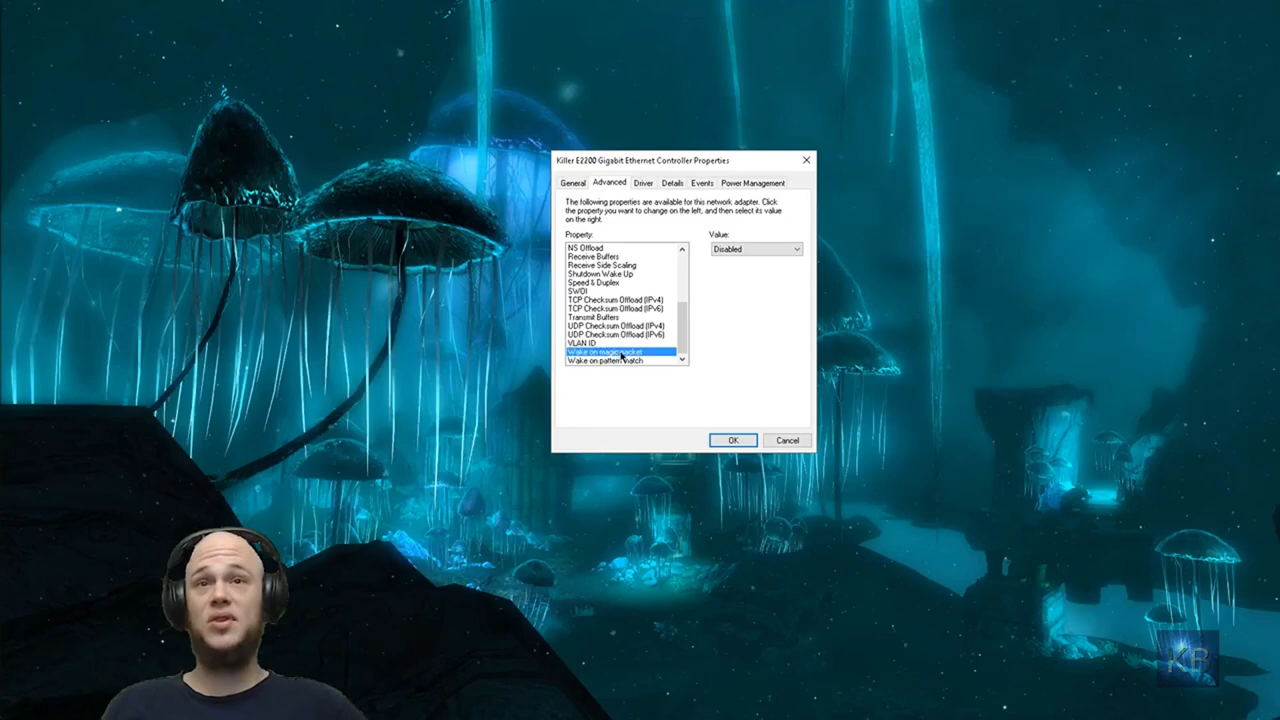 Killer E2200 Gigabit Ethernet Controller Properties
General Advanced Driver Details Events Power Management
The following properties are available for this network adapter. Click
the property you want to change on the left, and then select its value
on the right.
Property:
Value:
NS Offload
Receive Buffers
Receive Side Scaling
Shutdown Wake Up
Speed & Duplex
SWOI
TCP Checksum Offload (IPv4)
TCP Checksum Offload (IPv6)
Transmit Buffers
UDP Checksum Offload (IPv4)
UDP Checksum Offload (IPv6)
VLAN ID
Wake on magic packet
Wake on pattern match
Disabled
OK
Cancel
KB